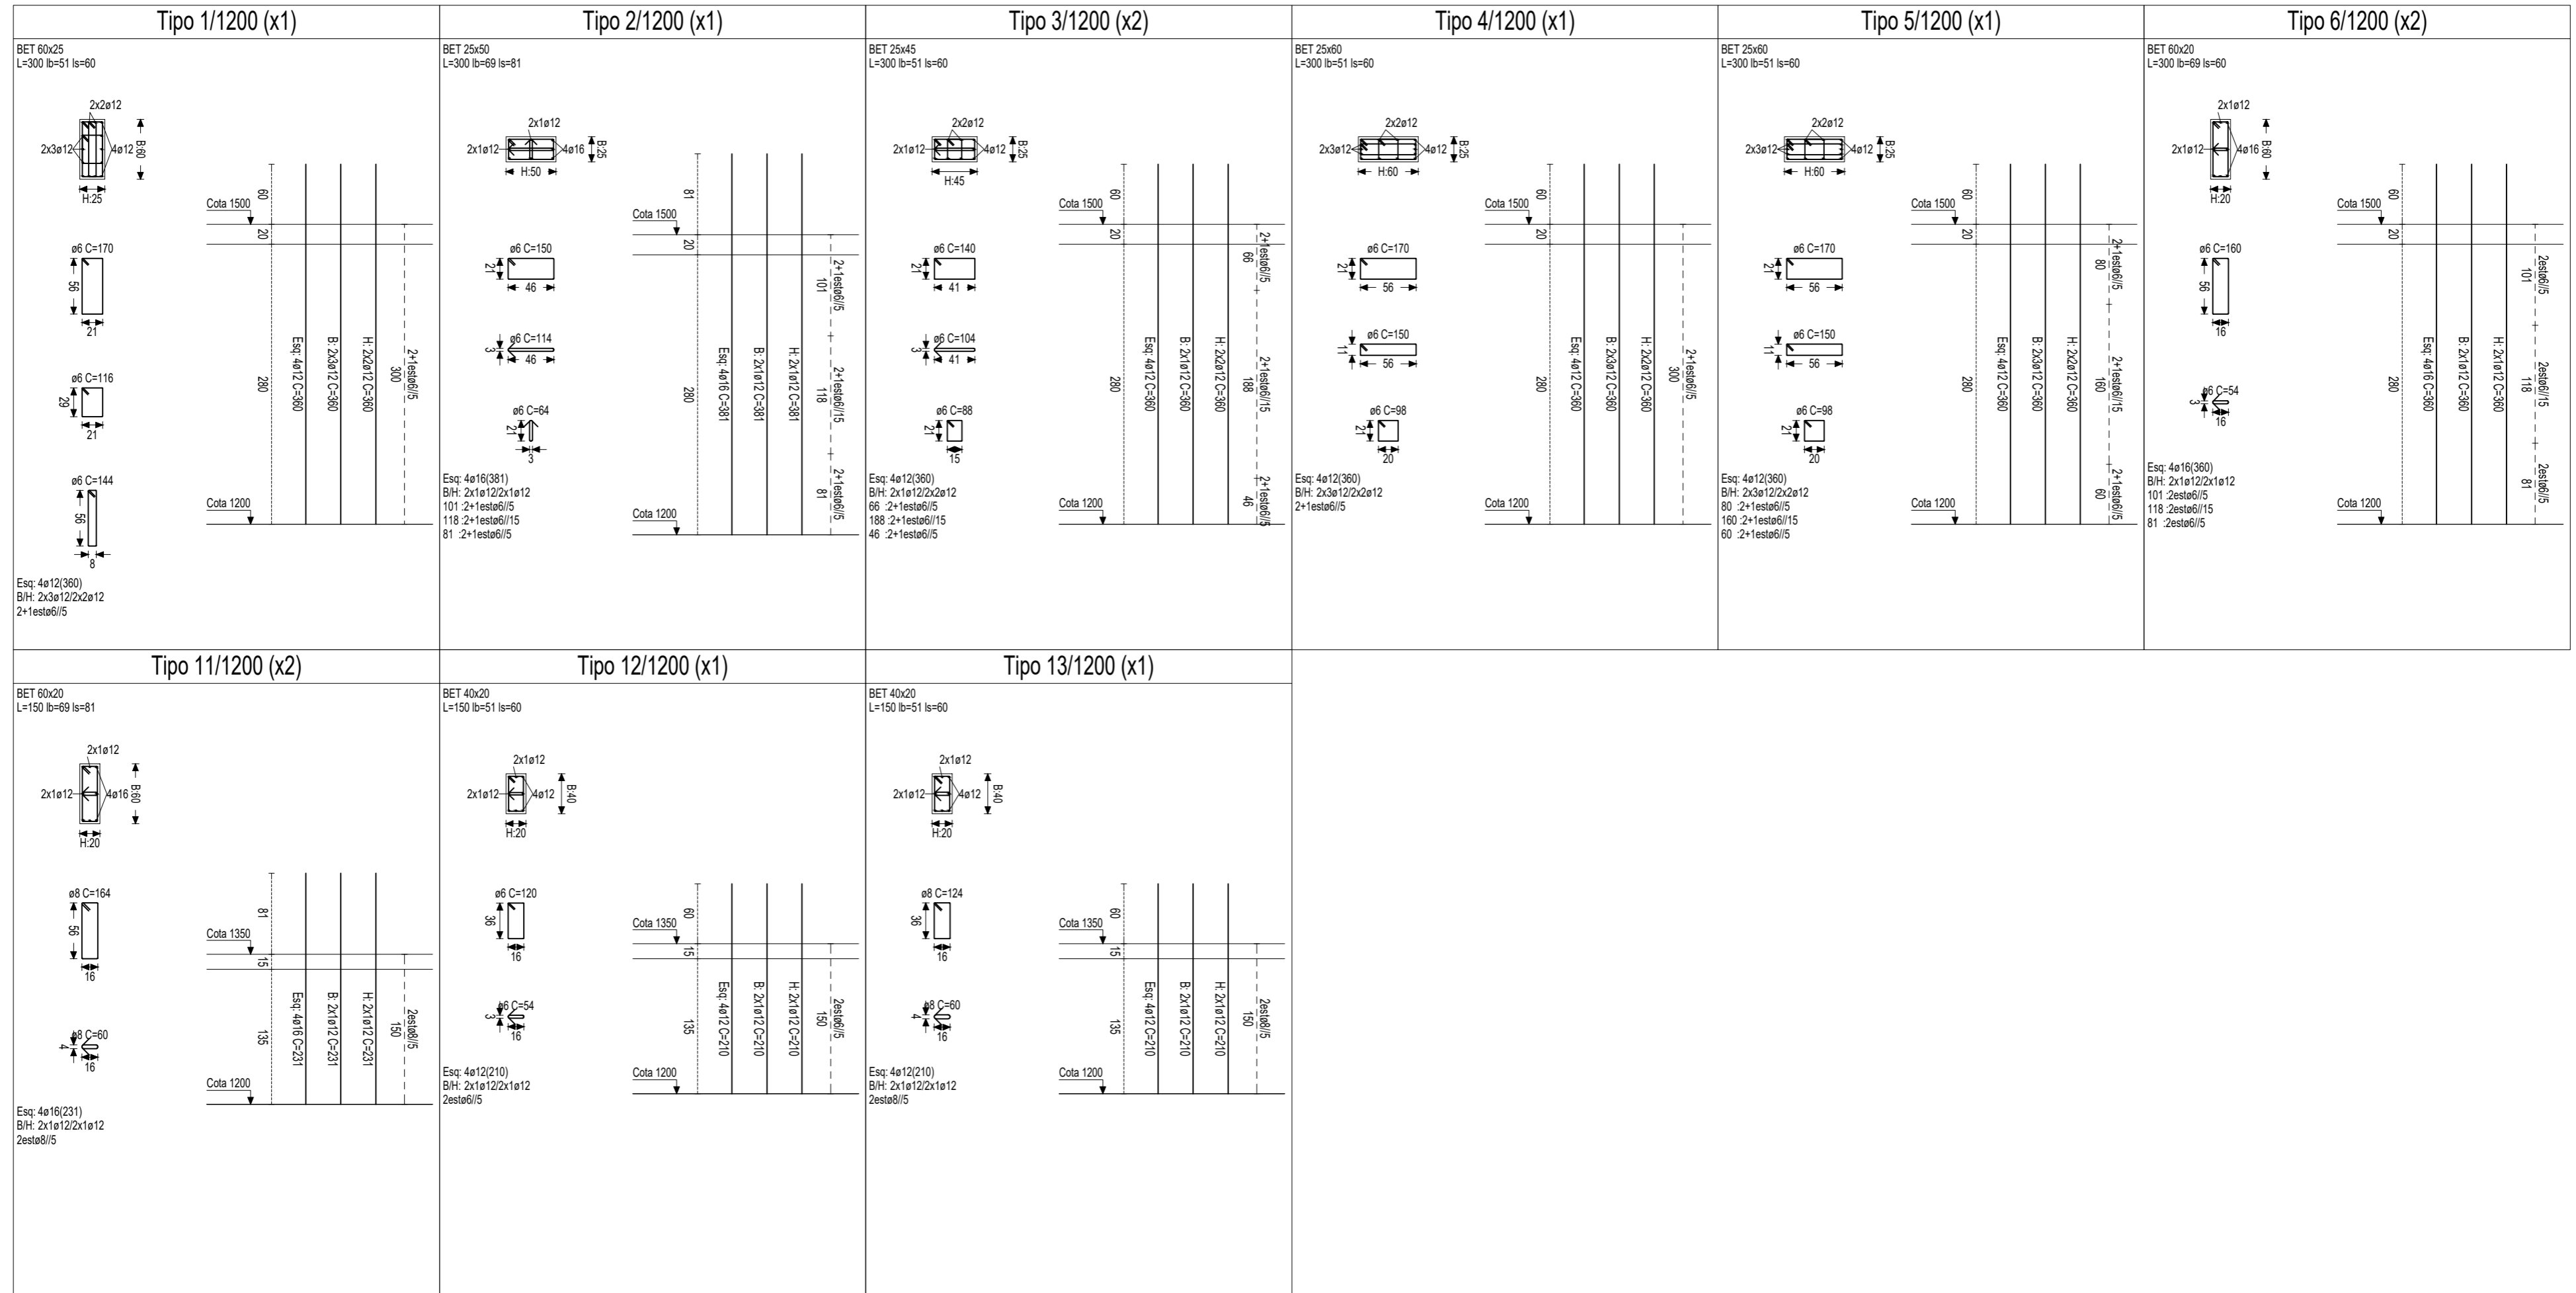 Tipo 1/1200 (x1)
BET 60x25
L=300 lb=51 ls=60
2x2ø12
2x3ø12
4ø12
B:60
H:25
ø6 C=170
56
21
ø6 C=116
29
21
ø6 C=144
56
8
Esq: 4ø12(360)
B/H: 2x3ø12/2x2ø12
2+1estø6//5
60
Cota 1500
20
280
Esq: 4ø12 C=360
B: 2x3ø12 C=360
H: 2x2ø12 C=360
2+1estø6//5
300
Cota 1200
Tipo 2/1200 (x1)
BET 25x50
L=300 lb=69 ls=81
2x1ø12
2x1ø12
4ø16
B:25
H:50
ø6 C=150
21
46
ø6 C=114
3
46
ø6 C=64
21
3
Esq: 4ø16(381)
B/H: 2x1ø12/2x1ø12
101 :2+1estø6//5
118 :2+1estø6//15
81 :2+1estø6//5
81
Cota 1500
20
280
Esq: 4ø16 C=381
B: 2x1ø12 C=381
H: 2x1ø12 C=381
2+1estø6//5
101
2+1estø6//15
118
2+1estø6//5
81
Cota 1200
Tipo 3/1200 (x2)
BET 25x45
L=300 lb=51 ls=60
2x2ø12
2x1ø12
4ø12
B:25
H:45
ø6 C=140
21
41
ø6 C=104
3
41
ø6 C=88
21
15
Esq: 4ø12(360)
B/H: 2x1ø12/2x2ø12
66 :2+1estø6//5
188 :2+1estø6//15
46 :2+1estø6//5
60
Cota 1500
20
280
Esq: 4ø12 C=360
B: 2x1ø12 C=360
H: 2x2ø12 C=360
2+1estø6//5
66
2+1estø6//15
188
2+1estø6//5
46
Cota 1200
Tipo 4/1200 (x1)
BET 25x60
L=300 lb=51 ls=60
2x2ø12
2x3ø12
4ø12
B:25
H:60
ø6 C=170
21
56
ø6 C=150
11
56
ø6 C=98
21
20
Esq: 4ø12(360)
B/H: 2x3ø12/2x2ø12
2+1estø6//5
60
Cota 1500
20
280
Esq: 4ø12 C=360
B: 2x3ø12 C=360
H: 2x2ø12 C=360
2+1estø6//5
300
Cota 1200
Tipo 5/1200 (x1)
BET 25x60
L=300 lb=51 ls=60
2x2ø12
2x3ø12
4ø12
B:25
H:60
ø6 C=170
21
56
ø6 C=150
11
56
ø6 C=98
21
20
Esq: 4ø12(360)
B/H: 2x3ø12/2x2ø12
80 :2+1estø6//5
160 :2+1estø6//15
60 :2+1estø6//5
60
Cota 1500
20
280
Esq: 4ø12 C=360
B: 2x3ø12 C=360
H: 2x2ø12 C=360
2+1estø6//5
80
2+1estø6//15
160
2+1estø6//5
60
Cota 1200
Tipo 6/1200 (x2)
BET 60x20
L=300 lb=69 ls=60
2x1ø12
2x1ø12
4ø16
B:60
H:20
ø6 C=160
56
16
ø6 C=54
3
16
Esq: 4ø16(360)
B/H: 2x1ø12/2x1ø12
101 :2estø6//5
118 :2estø6//15
81 :2estø6//5
60
Cota 1500
20
280
Esq: 4ø16 C=360
B: 2x1ø12 C=360
H: 2x1ø12 C=360
2estø6//5
101
2estø6//15
118
2estø6//5
81
Cota 1200
Tipo 11/1200 (x2)
BET 60x20
L=150 lb=69 ls=81
2x1ø12
2x1ø12
4ø16
B:60
H:20
ø8 C=164
56
16
ø8 C=60
4
16
Esq: 4ø16(231)
B/H: 2x1ø12/2x1ø12
2estø8//5
81
Cota 1350
15
135
Esq: 4ø16 C=231
B: 2x1ø12 C=231
H: 2x1ø12 C=231
2estø8//5
150
Cota 1200
Tipo 12/1200 (x1)
BET 40x20
L=150 lb=51 ls=60
2x1ø12
2x1ø12
4ø12
B:40
H:20
ø6 C=120
36
16
ø6 C=54
3
16
Esq: 4ø12(210)
B/H: 2x1ø12/2x1ø12
2estø6//5
60
Cota 1350
15
135
Esq: 4ø12 C=210
B: 2x1ø12 C=210
H: 2x1ø12 C=210
2estø6//5
150
Cota 1200
Tipo 13/1200 (x1)
BET 40x20
L=150 lb=51 ls=60
2x1ø12
2x1ø12
4ø12
B:40
H:20
ø8 C=124
36
16
ø8 C=60
4
16
Esq: 4ø12(210)
B/H: 2x1ø12/2x1ø12
2estø8//5
60
Cota 1350
15
135
Esq: 4ø12 C=210
B: 2x1ø12 C=210
H: 2x1ø12 C=210
2estø8//5
150
Cota 1200